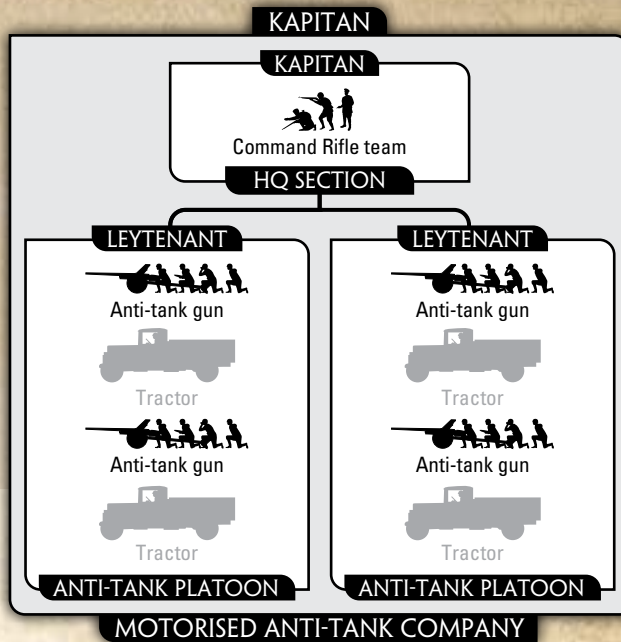 KAPITAN
KAPITAN
Command Rifle team
HQ SECTION
LEYTENANT
Anti-tank gun
Tractor
Anti-tank gun
Tractor
ANTI-TANK PLATOON
LEYTENANT
Anti-tank gun
Tractor
Anti-tank gun
Tractor
ANTI-TANK PLATOON
MOTORISED ANTI-TANK COMPANY